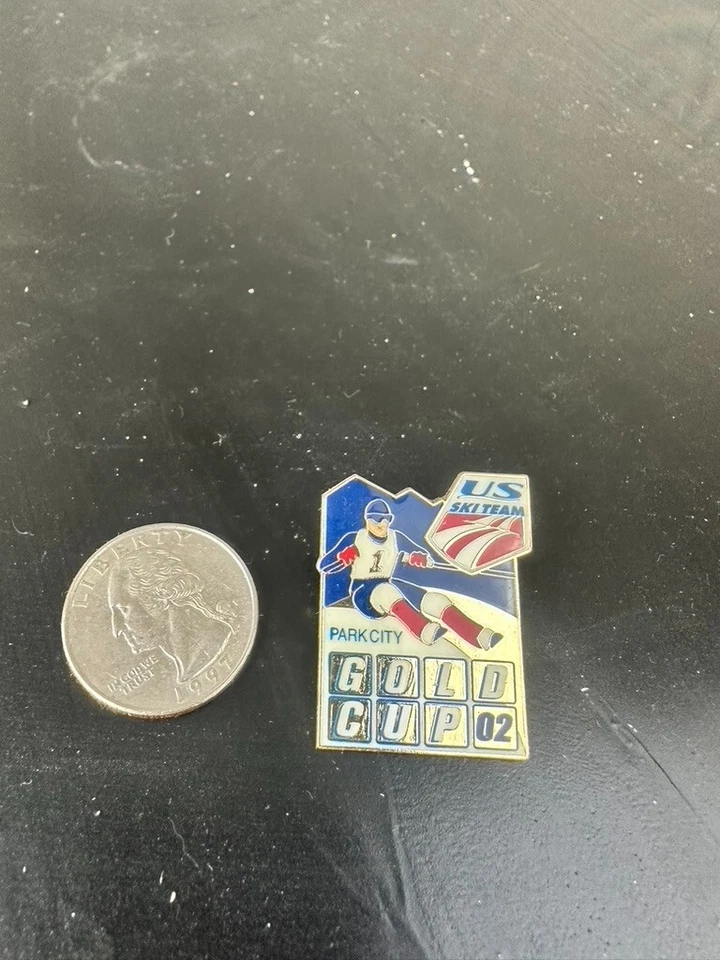 US
SKI TEAM
1
PARK CITY
GOLD
CUP 02
LIBERTY
IN GOD WE
TRUST
1997